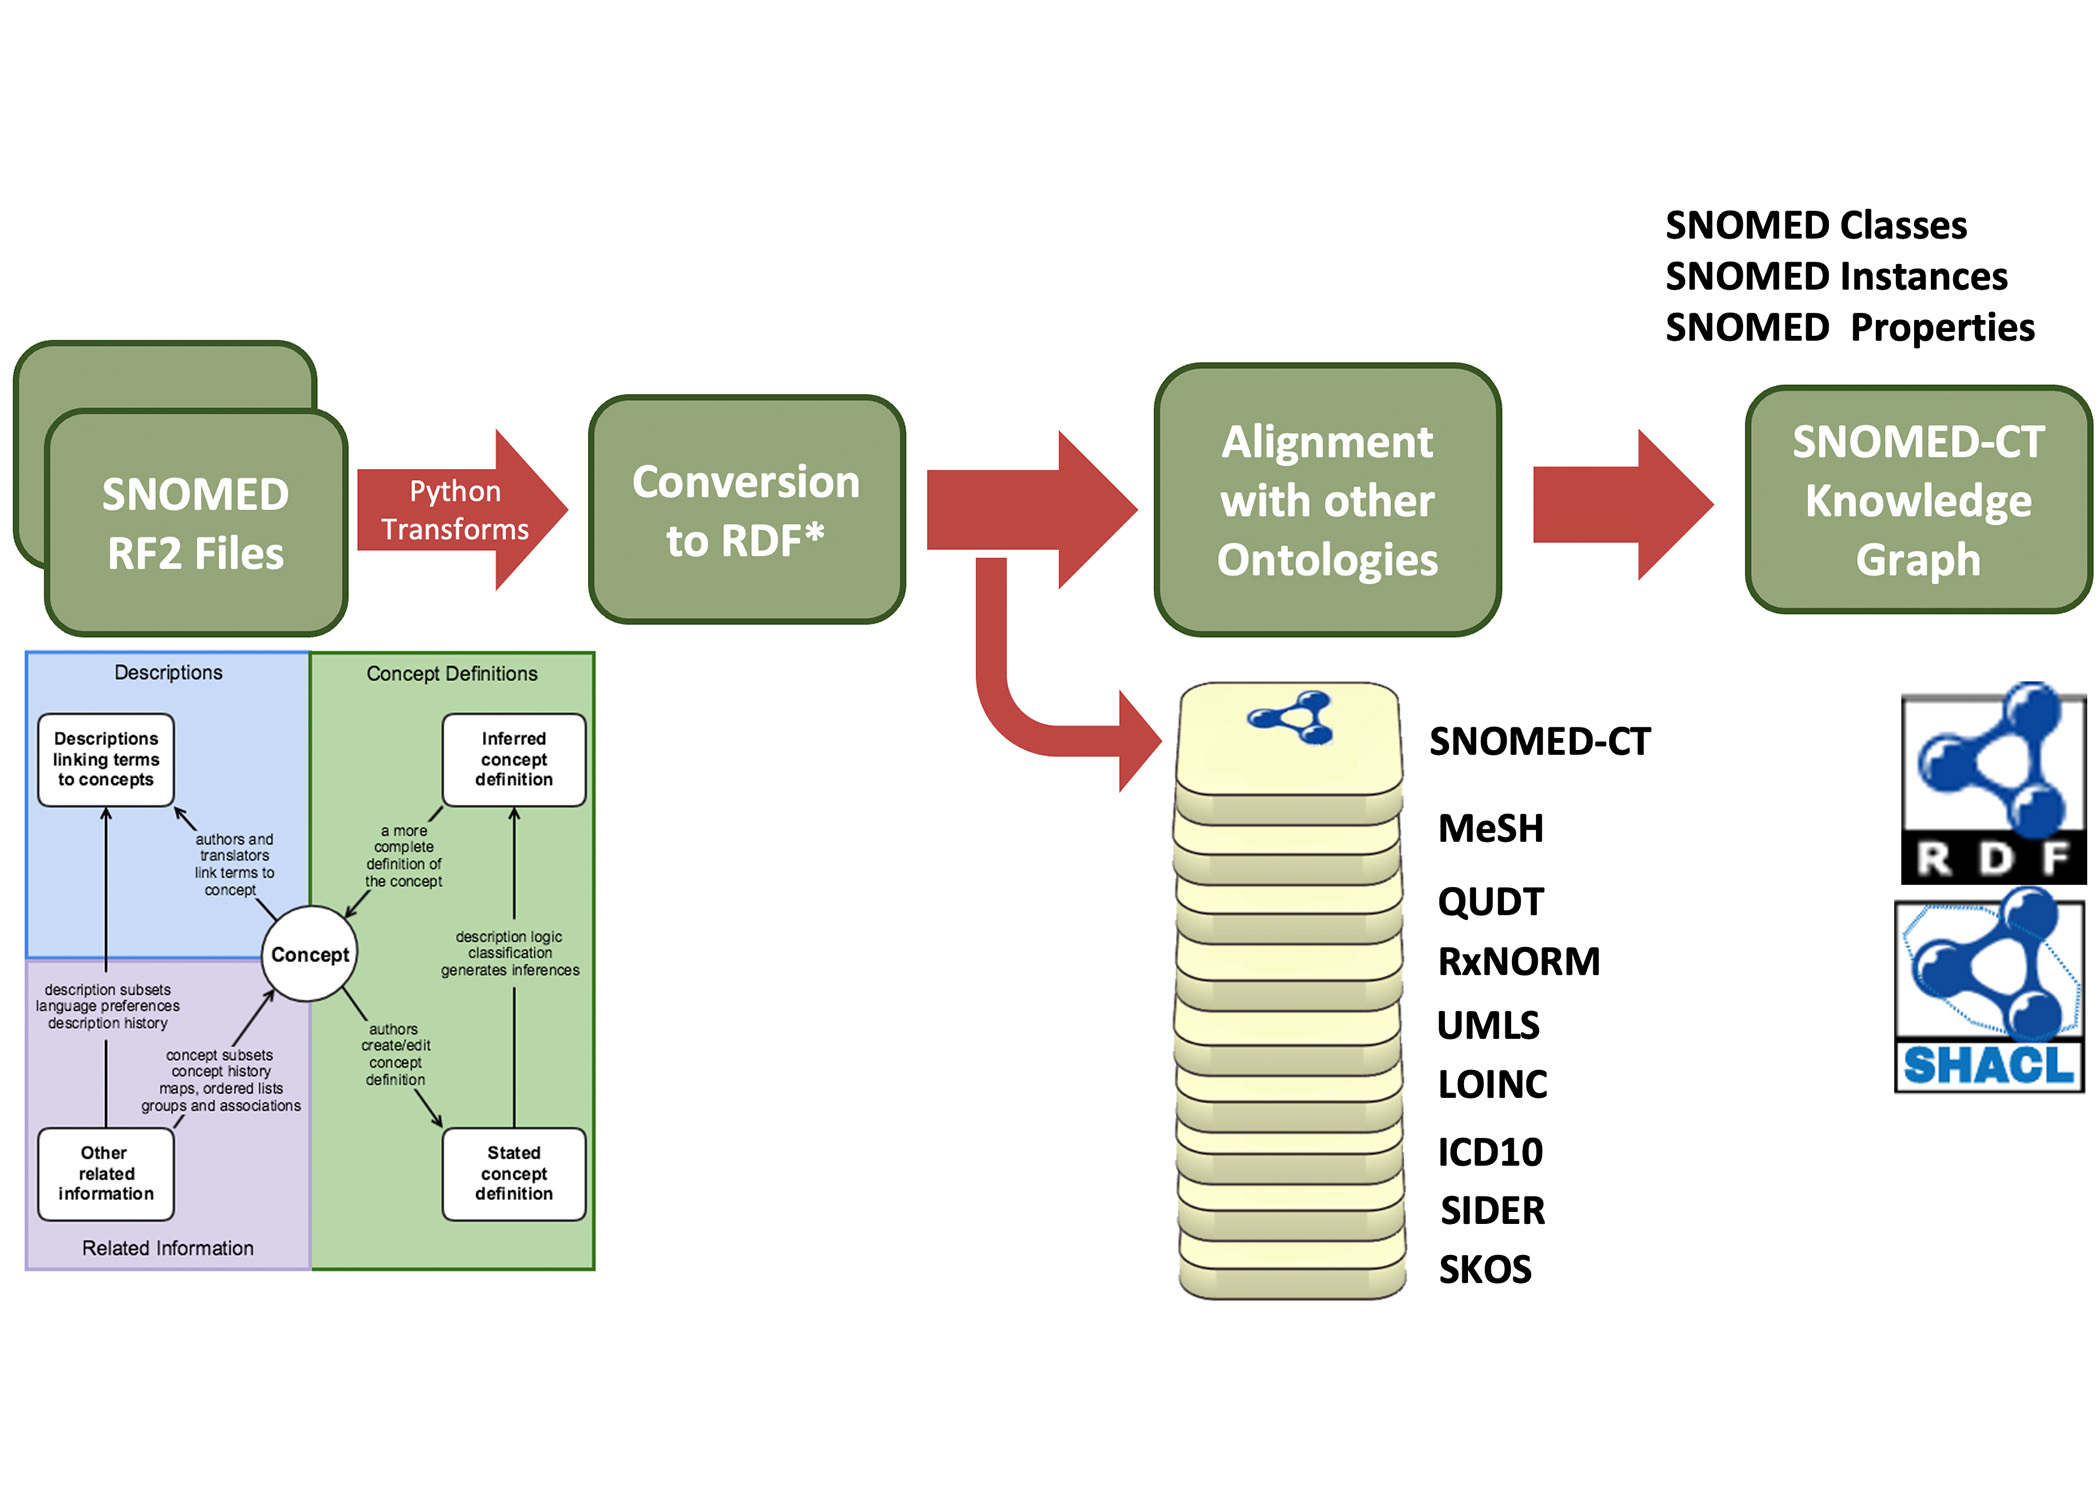 SNOMED Classes
SNOMED Instances
SNOMED  Properties
SNOMED
RF2 Files
Python
Transforms
Conversion
to RDF*
Alignment
with other
Ontologies
SNOMED-CT
Knowledge
Graph
Descriptions
Concept Definitions
Descriptions
linking terms
to concepts
Inferred
concept
definition
authors and
translators
link terms to
concept
a more
complete
definition of
the concept
Concept
description logic
classification
generates inferences
description subsets
language preferences
description history
concept subsets
concept history
maps, ordered lists
groups and associations
authors
create/edit
concept
definition
Other
related
information
Stated
concept
definition
Related Information
SNOMED-CT
MeSH
QUDT
RxNORM
UMLS
LOINC
ICD10
SIDER
SKOS
RDF
SHACL